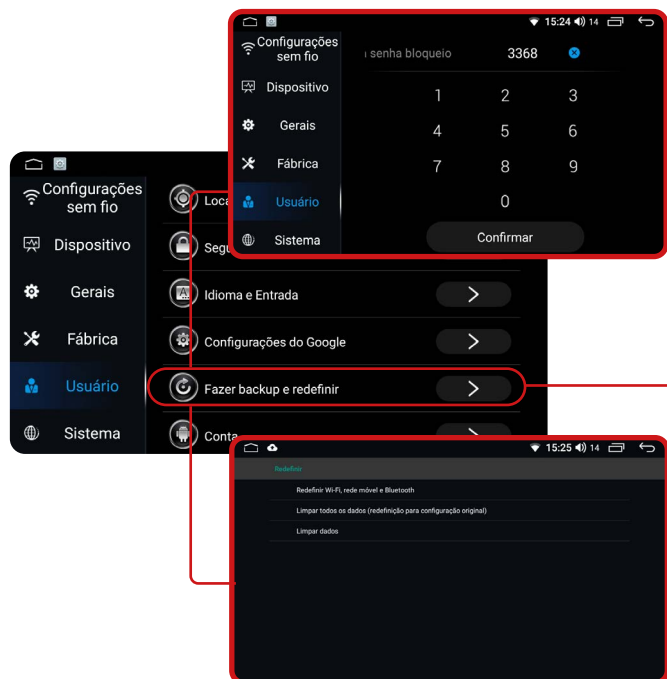 15:24 14
Configurações
sem fio
ı senha bloqueio 3368
Dispositivo
1 2 3
Gerais
4 5 6
Fábrica
7 8 9
Usuário
0
Sistema
Confirmar
Configurações
sem fio
Loca
Dispositivo
Segu
Gerais
Idioma e Entrada
Fábrica
Configurações do Google
Usuário
Fazer backup e redefinir
Sistema
Conta
15:25 14
Redefinir
Redefinir Wi-Fi, rede móvel e Bluetooth
Limpar todos os dados (redefinição para configuração original)
Limpar dados